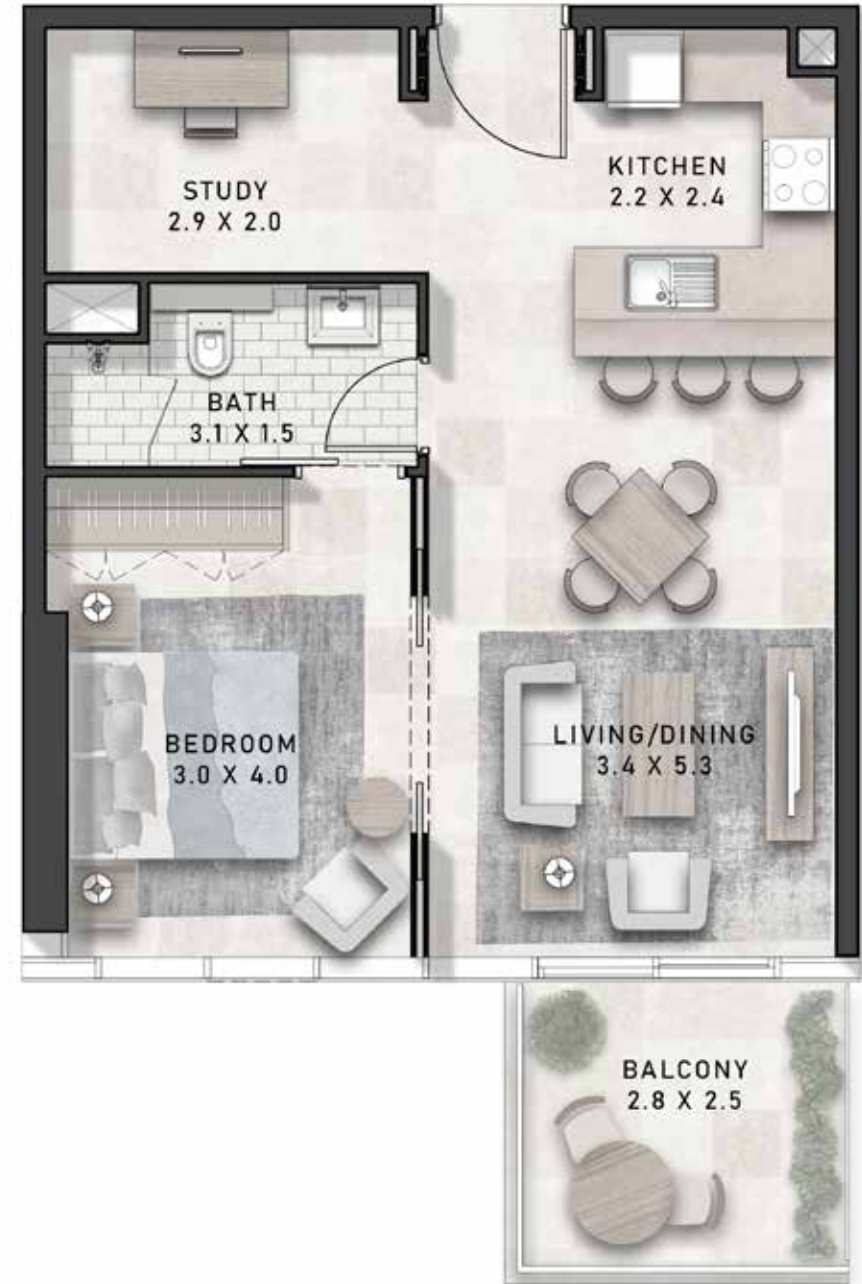 STUDY
2.9 X 2.0
KITCHEN
2.2 X 2.4
BATH
3.1 X 1.5
BEDROOM
3.0 X 4.0
LIVING/DINING
3.4 X 5.3
BALCONY
2.8 X 2.5